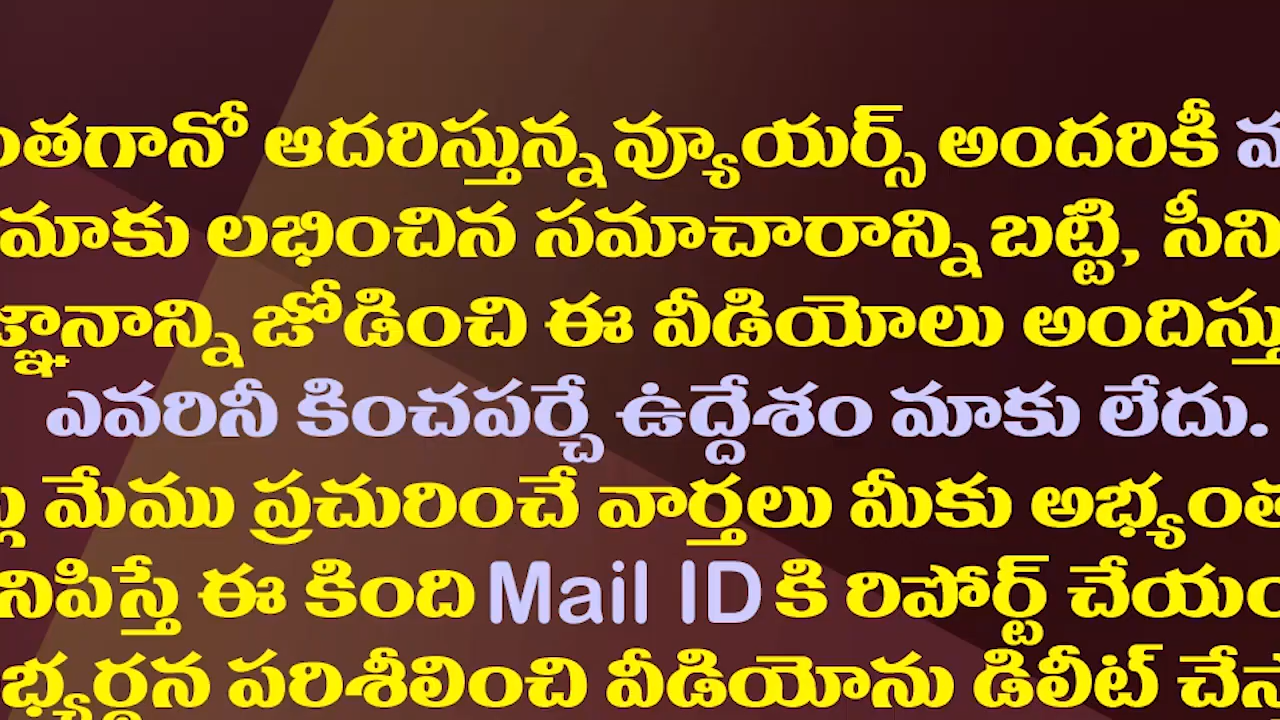 ంతగానో ఆదరిస్తున్న వ్యూయర్స్ అందరికీ
మాకు లభించిన సమాచారాన్ని బట్టి, సీని
జ్ఞానాన్ని జోడించి ఈ వీడియోలు అందిస్తు
ఎవరినీ కించపర్చే ఉద్దేశం మాకు లేదు.
మేము ప్రచురించే వార్తలు మీకు అభ్యంత
నిపిస్తే ఈ కింది Mail ID కి రిపోర్ట్ చేయం
భ్యర్థన పరిశీలించి వీడియోను డిలీట్ చేస